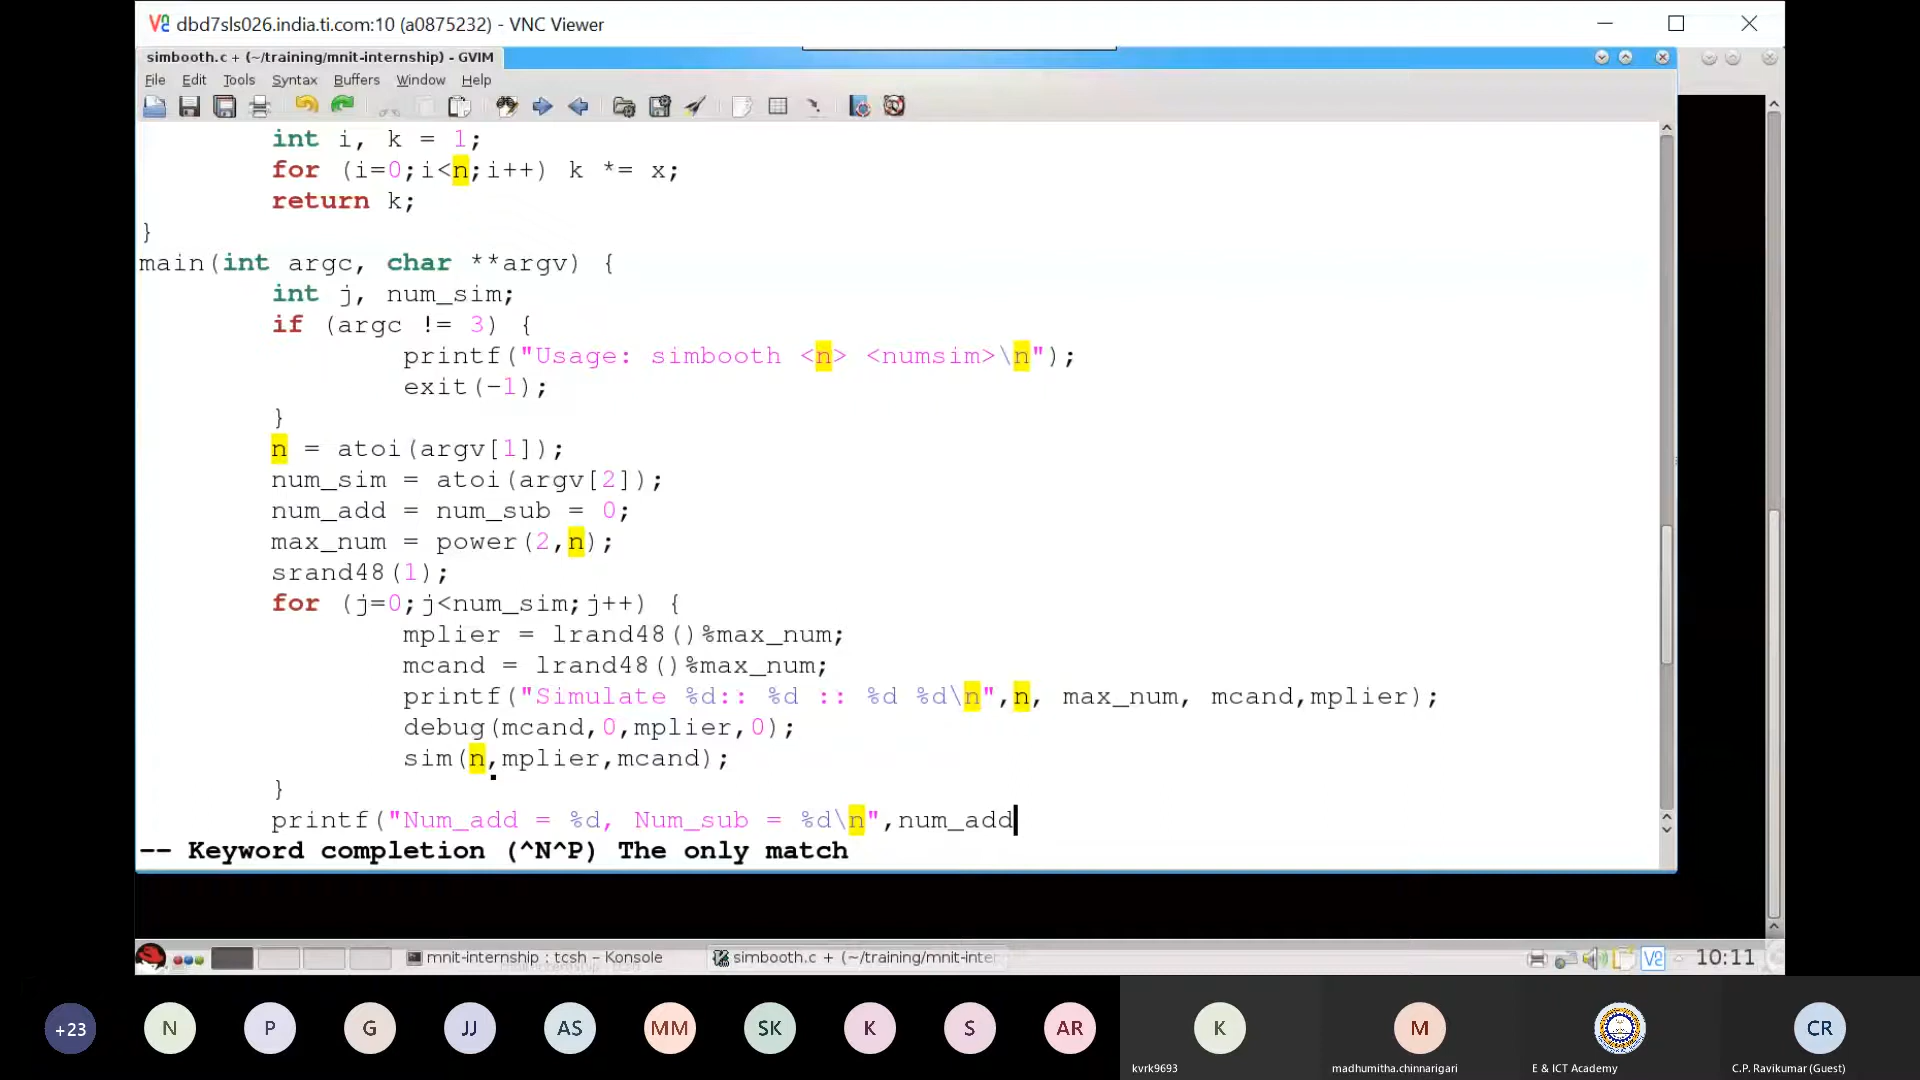 dbd7sls026.india.ti.com:10 (a0875232) - VNC Viewer
simbooth.c + (~/training/mnit-internship) - GVIM
File Edit Tools Syntax Buffers Window Help
int i, k = 1;
for (i=0;i<n;i++) k *= x;
return k;
}
main(int argc, char **argv) {
int j, num_sim;
if (argc != 3) {
printf("Usage: simbooth <n> <numsim>\n");
exit(-1);
}
n = atoi(argv[1]);
num_sim = atoi(argv[2]);
num_add = num_sub = 0;
max_num = power(2,n);
srand48(1);
for (j=0;j<num_sim;j++) {
mplier = lrand48()%max_num;
mcand = lrand48()%max_num;
printf("Simulate %d:: %d :: %d %d\n",n, max_num, mcand,mplier);
debug(mcand,0,mplier,0);
sim(n,mplier,mcand);
}
printf("Num_add = %d, Num_sub = %d\n",num_add
-- Keyword completion (^N^P) The only match
mnit-internship : tcsh – Konsole
simbooth.c + (~/training/mnit-inter
10:11
+23 N P G JJ AS MM SK K S AR K M CR
kvrk9693 madhumitha.chinnarigari E & ICT Academy C.P. Ravikumar (Guest)